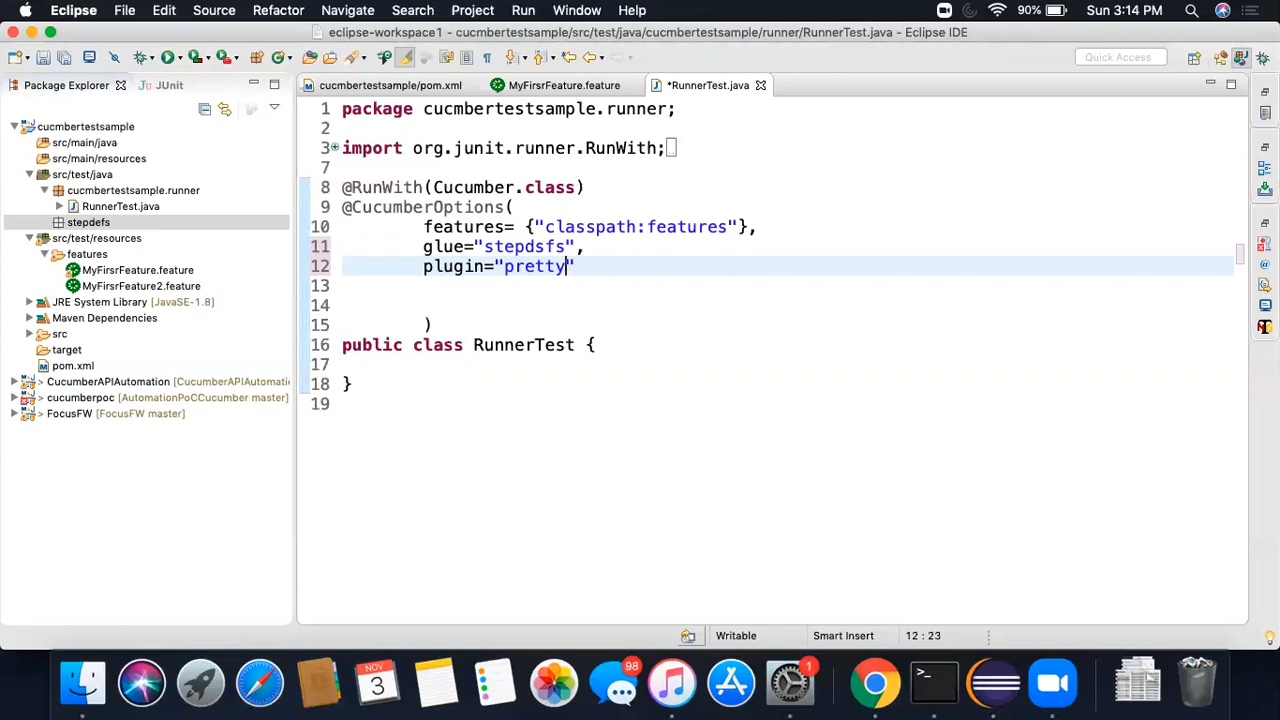 Eclipse File Edit Source Refactor Navigate Search Project Run Window Help 90% Sun 3:14 PM
eclipse-workspace1 - cucmbertestsample/src/test/java/cucmbertestsample/runner/RunnerTest.java - Eclipse IDE
Quick Access
Package Explorer JUnit
cucmbertestsample/pom.xml MyFirsrFeature.feature *RunnerTest.java
cucmbertestsample
src/main/java
src/main/resources
src/test/java
cucmbertestsample.runner
RunnerTest.java
stepdefs
src/test/resources
features
MyFirsrFeature.feature
MyFirsrFeature2.feature
JRE System Library [JavaSE-1.8]
Maven Dependencies
src
target
pom.xml
> CucumberAPIAutomation [CucumberAPIAutomati
> cucumberpoc [AutomationPoCCucumber master]
> FocusFW [FocusFW master]
1 package cucmbertestsample.runner;
2
3 import org.junit.runner.RunWith;
7
8 @RunWith(Cucumber.class)
9 @CucumberOptions(
10 features= {"classpath:features"},
11 glue="stepdsfs",
12 plugin="pretty"
13
14
15 )
16 public class RunnerTest {
17
18 }
19
Writable Smart Insert 12 : 23
NOV
3
98
1